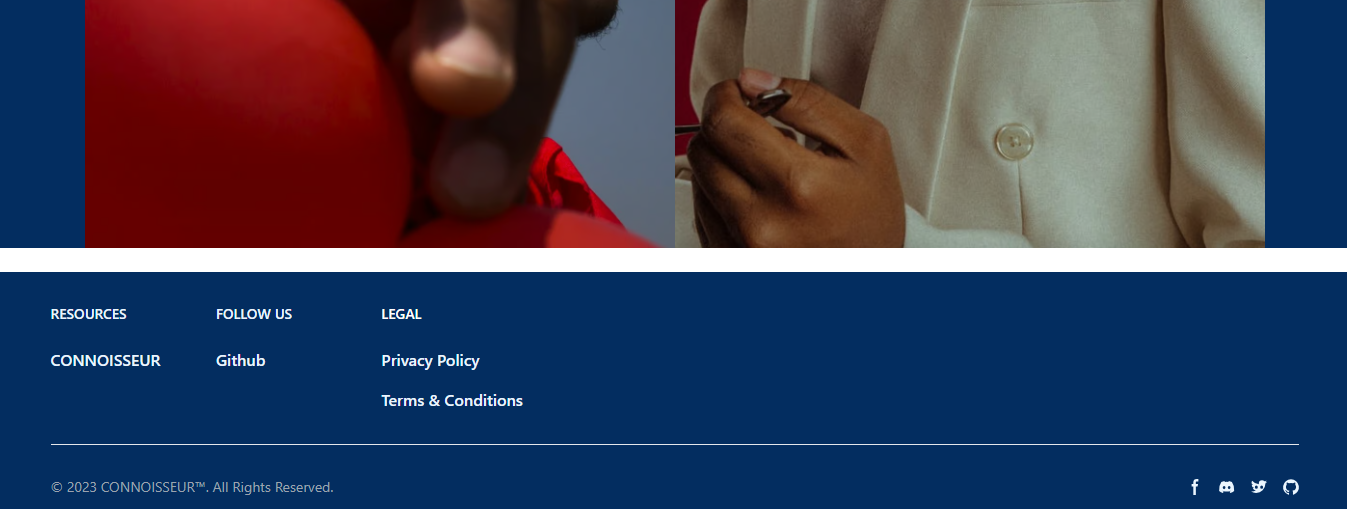 RESOURCES
FOLLOW US
LEGAL
CONNOISSEUR
Github
Privacy Policy
Terms & Conditions
© 2023 CONNOISSEUR™. All Rights Reserved.